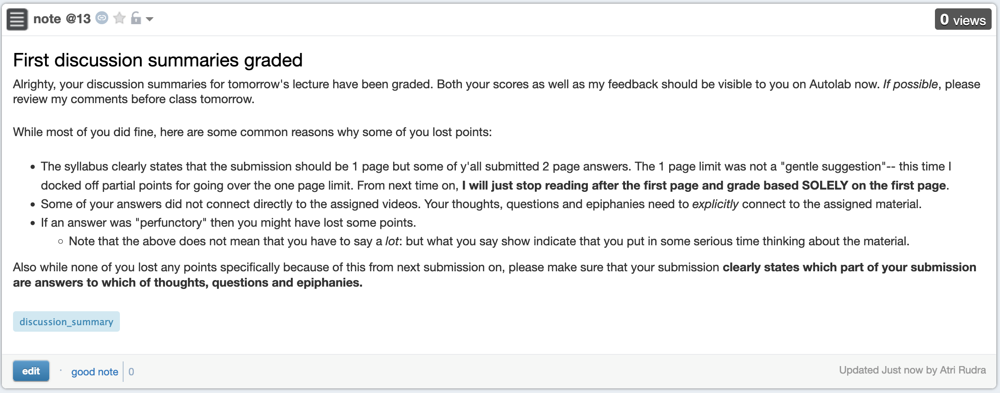 note @13
0 views
First discussion summaries graded
Alrighty, your discussion summaries for tomorrow's lecture have been graded. Both your scores as well as my feedback should be visible to you on Autolab now. If possible, please
review my comments before class tomorrow.
While most of you did fine, here are some common reasons why some of you lost points:
• The syllabus clearly states that the submission should be 1 page but some of y'all submitted 2 page answers. The 1 page limit was not a "gentle suggestion"-- this time I
docked off partial points for going over the one page limit. From next time on, I will just stop reading after the first page and grade based SOLELY on the first page.
• Some of your answers did not connect directly to the assigned videos. Your thoughts, questions and epiphanies need to explicitly connect to the assigned material.
• If an answer was "perfunctory" then you might have lost some points.
◦ Note that the above does not mean that you have to say a lot: but what you say show indicate that you put in some serious time thinking about the material.
Also while none of you lost any points specifically because of this from next submission on, please make sure that your submission clearly states which part of your submission
are answers to which of thoughts, questions and epiphanies.
discussion_summary
edit · good note 0
Updated Just now by Atri Rudra